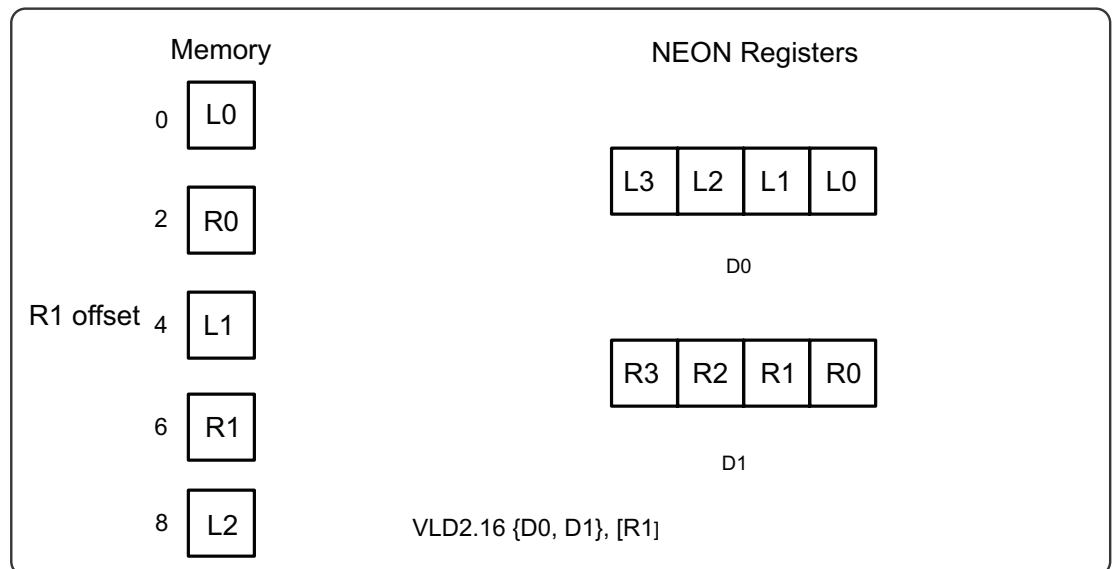 Memory
NEON Registers
0 L0
L3 L2 L1 L0
2 R0
D0
R1 offset 4 L1
R3 R2 R1 R0
6 R1
D1
8 L2
VLD2.16 {D0, D1}, [R1]